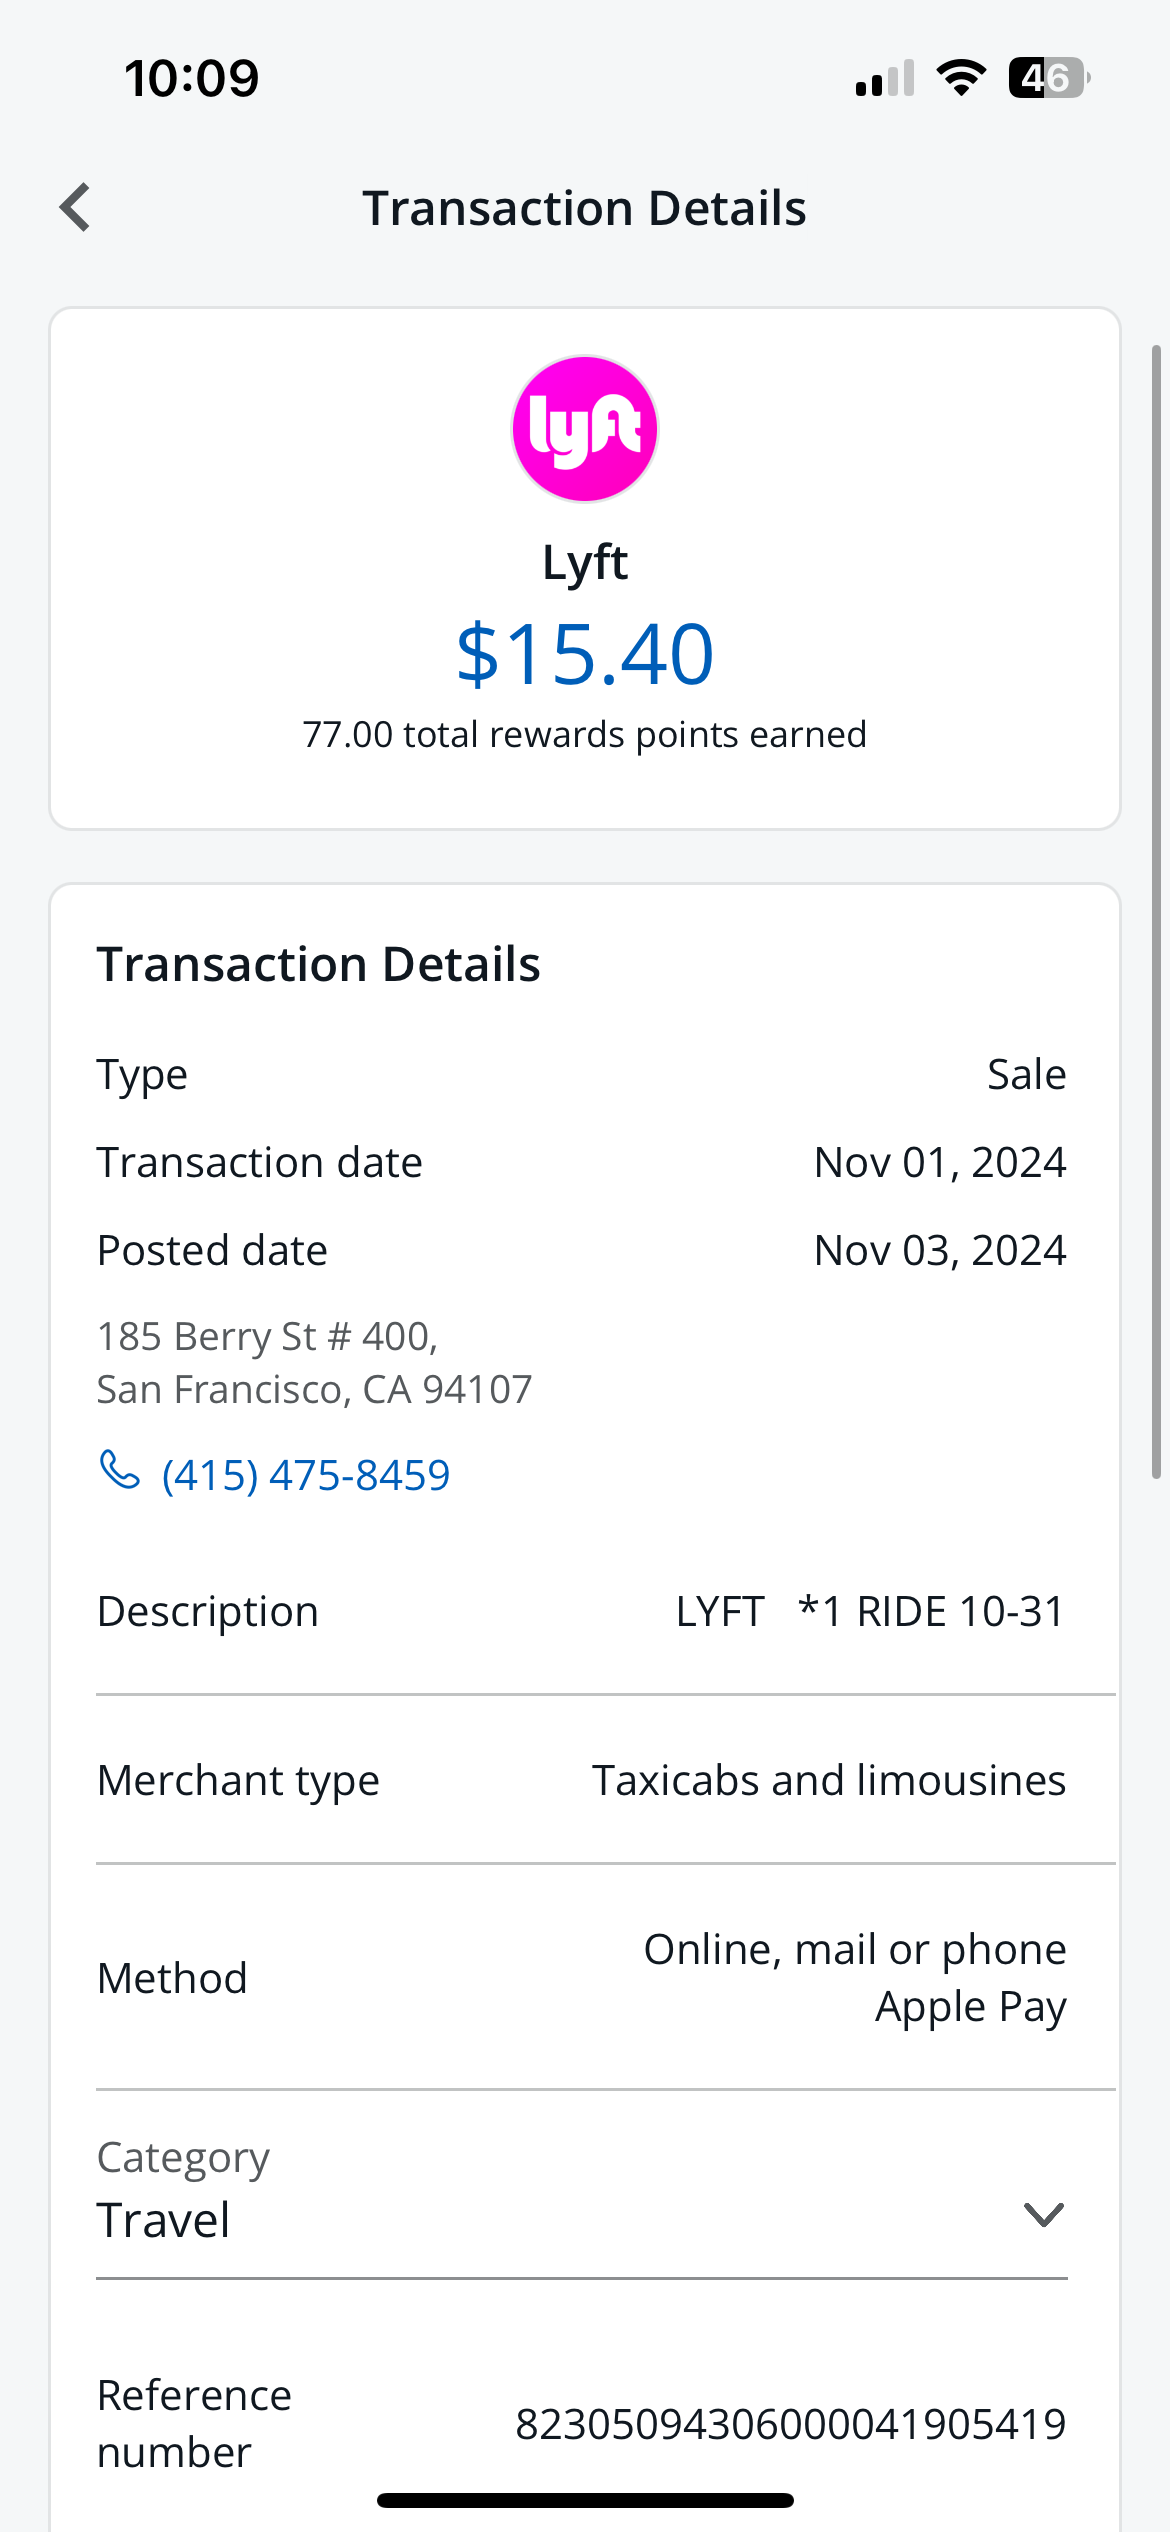 10:09
46
Transaction Details
lyft
Lyft
$15.40
77.00 total rewards points earned
Transaction Details
Type Sale
Transaction date Nov 01, 2024
Posted date Nov 03, 2024
185 Berry St # 400,
San Francisco, CA 94107
(415) 475-8459
Description LYFT *1 RIDE 10-31
Merchant type Taxicabs and limousines
Method Online, mail or phone
Apple Pay
Category
Travel
Reference
number 82305094306000041905419